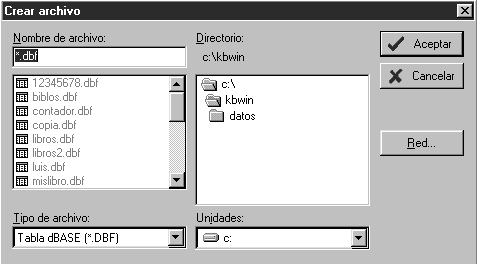 Crear archivo
Nombre de archivo:
*.dbf
12345678.dbf
biblos.dbf
contador.dbf
copia.dbf
libros.dbf
libros2.dbf
luis.dbf
mislibro.dbf
Tipo de archivo:
Tabla dBASE (*.DBF)
Directorio:
c:\kbwin
c:\
kbwin
datos
Unidades:
c:
Aceptar
Cancelar
Red...